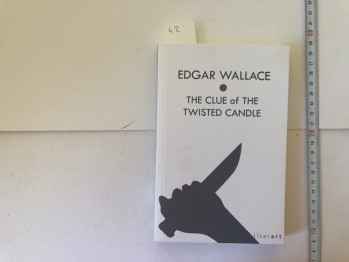 42
EDGAR WALLACE
THE CLUE of THE
TWISTED CANDLE
literart